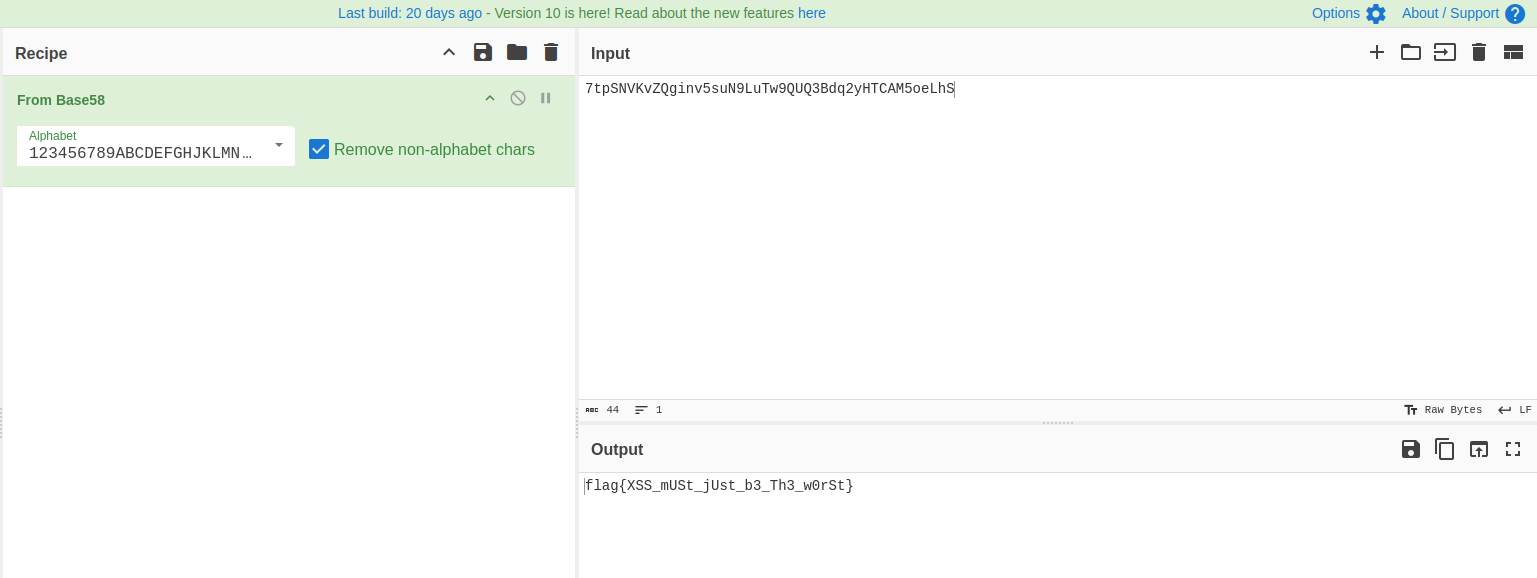 Last build: 20 days ago - Version 10 is here! Read about the new features here
Options
About / Support
Recipe
From Base58
Alphabet
123456789ABCDEFGHJKLMN…
Remove non-alphabet chars
Input
7tpSNVKvZQginv5suN9LuTw9QUQ3Bdq2yHTCAM5oeLhS
ABC 44 1
Raw Bytes LF
Output
flag{XSS_mUSt_jUst_b3_Th3_w0rSt}